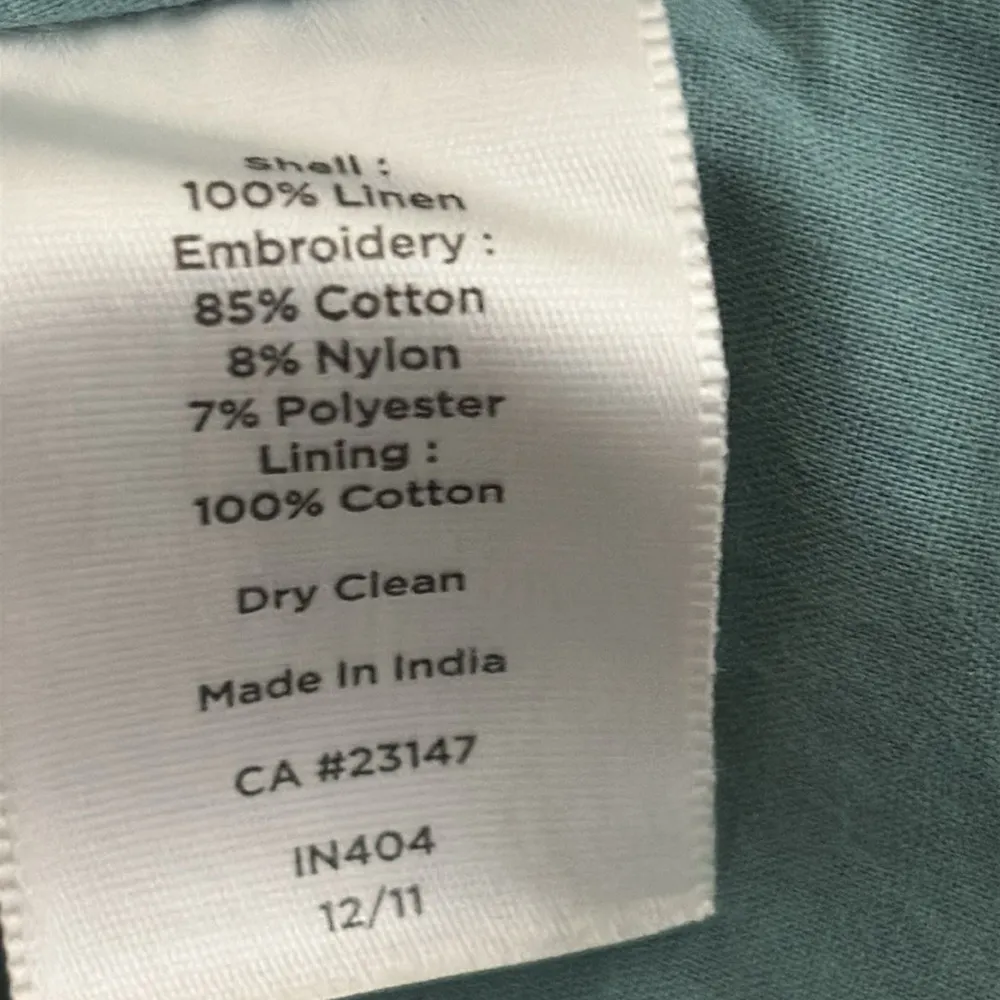 Shell :
100% Linen
Embroidery :
85% Cotton
8% Nylon
7% Polyester
Lining :
100% Cotton
Dry Clean
Made In India
CA #23147
IN404
12/11